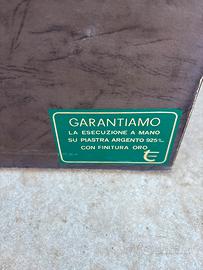 GARANTIAMO
LA ESECUZIONE A MANO
SU PIASTRA ARGENTO 925‰
CON FINITURA ORO